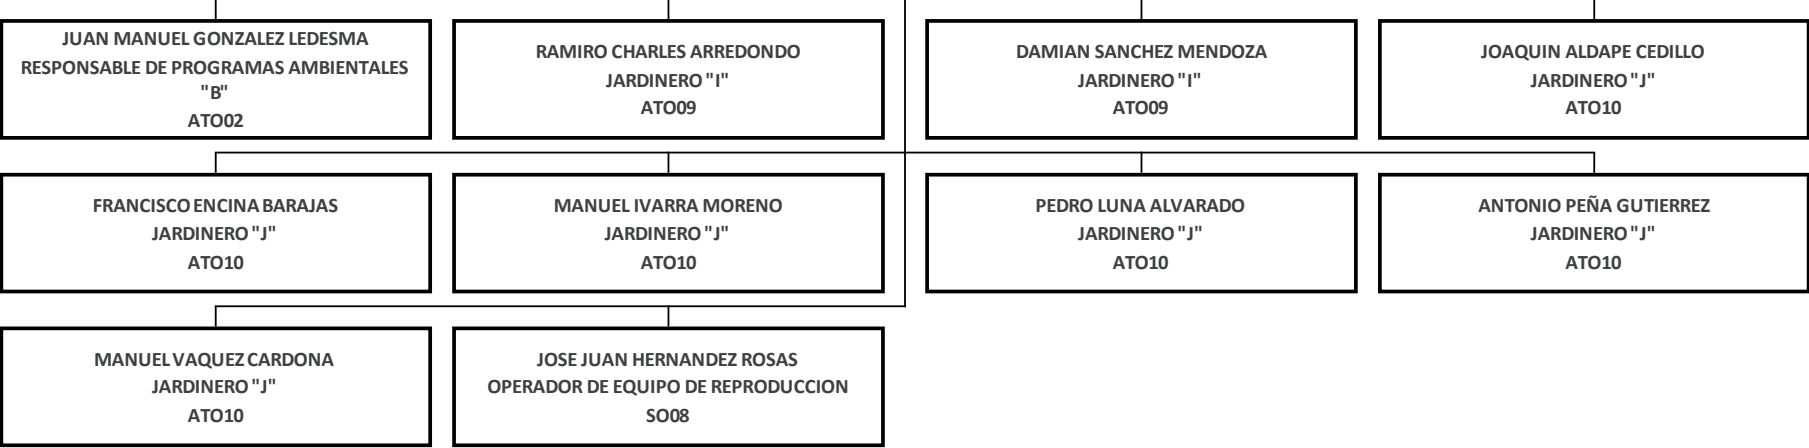 JUAN MANUEL GONZALEZ LEDESMA
RESPONSABLE DE PROGRAMAS AMBIENTALES
"B"
ATO02
RAMIRO CHARLES ARREDONDO
JARDINERO "I"
ATO09
DAMIAN SANCHEZ MENDOZA
JARDINERO "I"
ATO09
JOAQUIN ALDAPE CEDILLO
JARDINERO "J"
ATO10
FRANCISCO ENCINA BARAJAS
JARDINERO "J"
ATO10
MANUEL IVARRA MORENO
JARDINERO "J"
ATO10
PEDRO LUNA ALVARADO
JARDINERO "J"
ATO10
ANTONIO PEÑA GUTIERREZ
JARDINERO "J"
ATO10
MANUEL VAQUEZ CARDONA
JARDINERO "J"
ATO10
JOSE JUAN HERNANDEZ ROSAS
OPERADOR DE EQUIPO DE REPRODUCCION
SO08